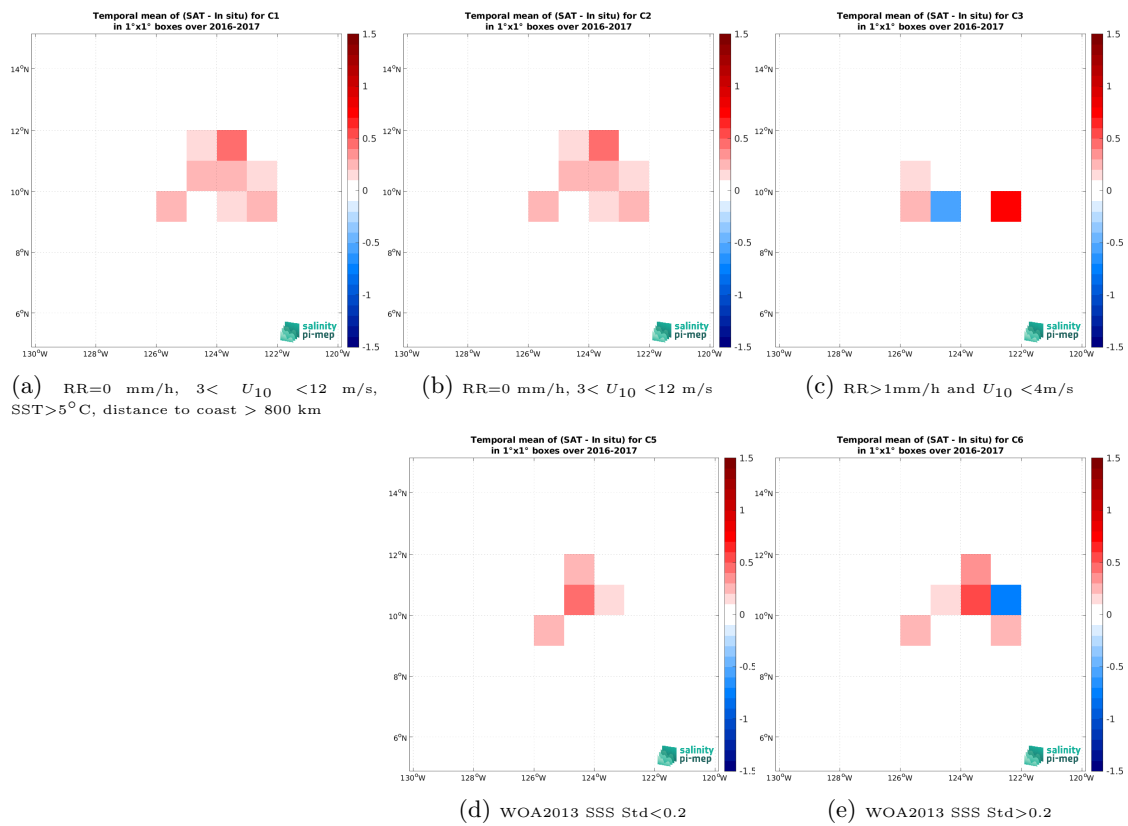 Temporal mean of (SAT - In situ) for C1
in 1°x1° boxes over 2016-2017
14°N
12°N
10°N
8°N
6°N
130°W
128°W
126°W
124°W
122°W
120°W
1.5
1
0.5
0
-0.5
-1
-1.5
salinity
pi-mep
(a) RR=0 mm/h, 3< U10 <12 m/s,
SST>5°C, distance to coast > 800 km
Temporal mean of (SAT - In situ) for C2
in 1°x1° boxes over 2016-2017
14°N
12°N
10°N
8°N
6°N
130°W
128°W
126°W
124°W
122°W
120°W
1.5
1
0.5
0
-0.5
-1
-1.5
salinity
pi-mep
(b) RR=0 mm/h, 3< U10 <12 m/s
Temporal mean of (SAT - In situ) for C3
in 1°x1° boxes over 2016-2017
14°N
12°N
10°N
8°N
6°N
130°W
128°W
126°W
124°W
122°W
120°W
1.5
1
0.5
0
-0.5
-1
-1.5
salinity
pi-mep
(c) RR>1mm/h and U10 <4m/s
Temporal mean of (SAT - In situ) for C5
in 1°x1° boxes over 2016-2017
14°N
12°N
10°N
8°N
6°N
130°W
128°W
126°W
124°W
122°W
120°W
1.5
1
0.5
0
-0.5
-1
-1.5
salinity
pi-mep
(d) WOA2013 SSS Std<0.2
Temporal mean of (SAT - In situ) for C6
in 1°x1° boxes over 2016-2017
14°N
12°N
10°N
8°N
6°N
130°W
128°W
126°W
124°W
122°W
120°W
1.5
1
0.5
0
-0.5
-1
-1.5
salinity
pi-mep
(e) WOA2013 SSS Std>0.2